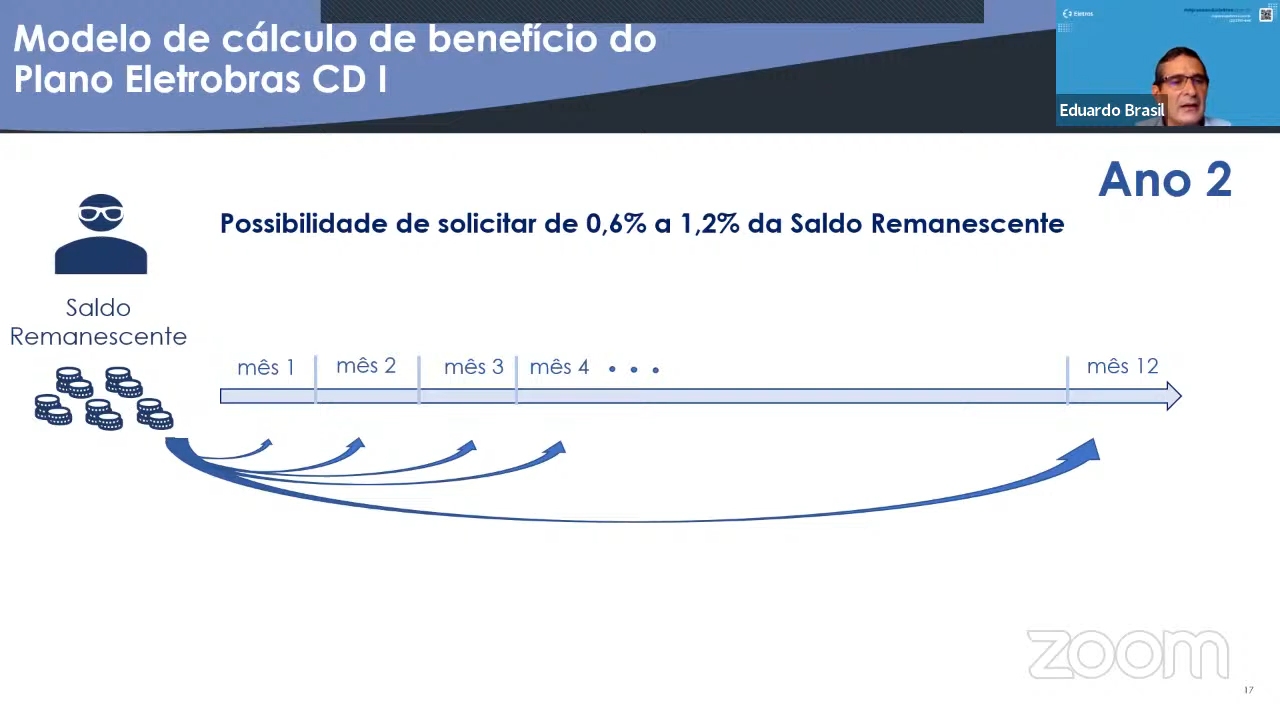 Modelo de cálculo de benefício do
Plano Eletrobras CD I
Eletros
Eduardo Brasil
Ano 2
Possibilidade de solicitar de 0,6% a 1,2% da Saldo Remanescente
Saldo
Remanescente
mês 1
mês 2
mês 3
mês 4
• • •
mês 12
zoom
17